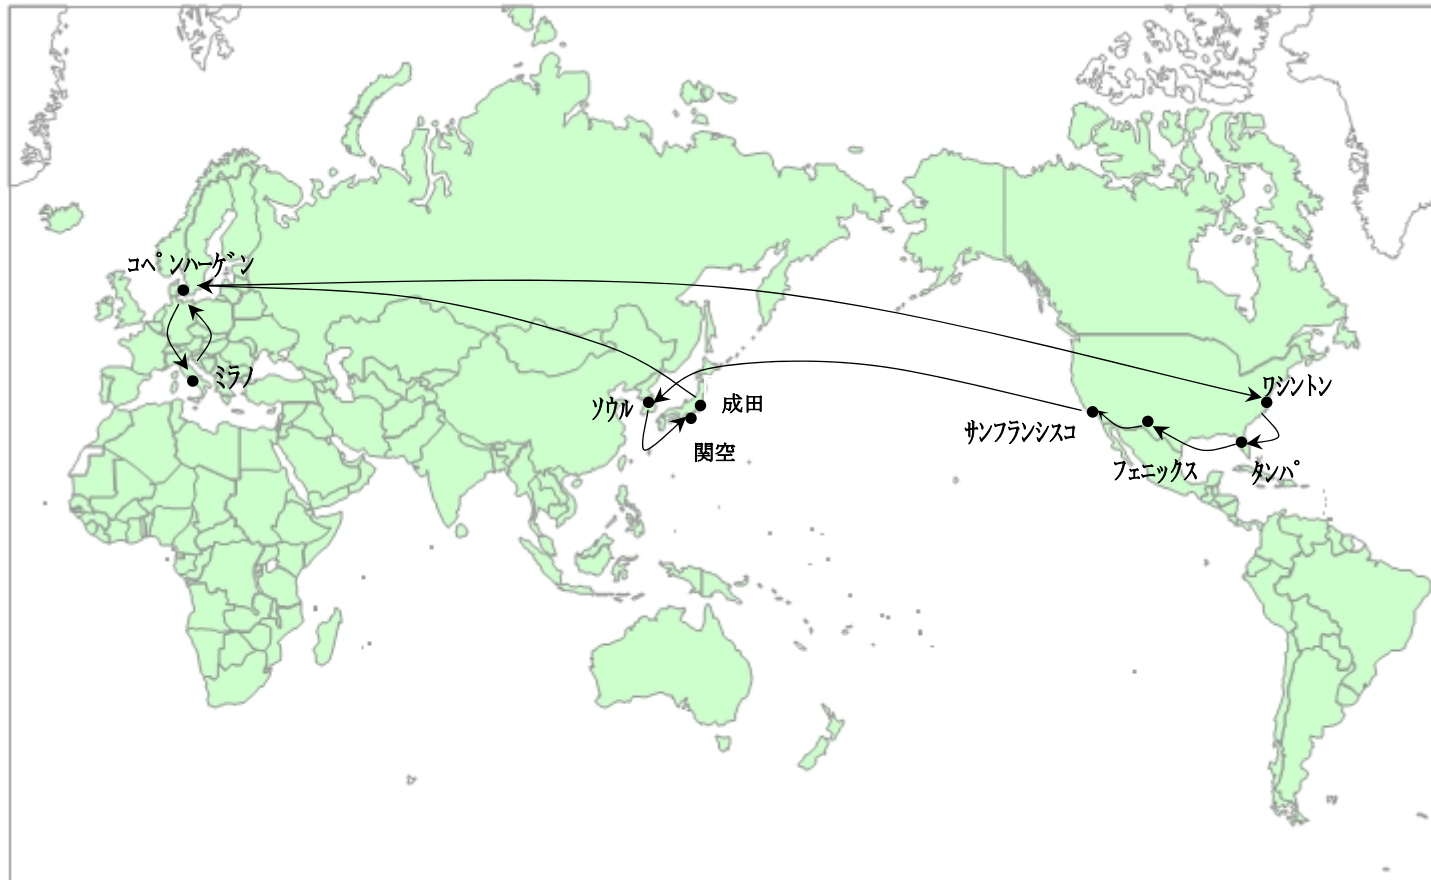 コペンハーゲン
ミラノ
ソウル
成田
関空
ワシントン
サンフランシスコ
フェニックス
タンパ